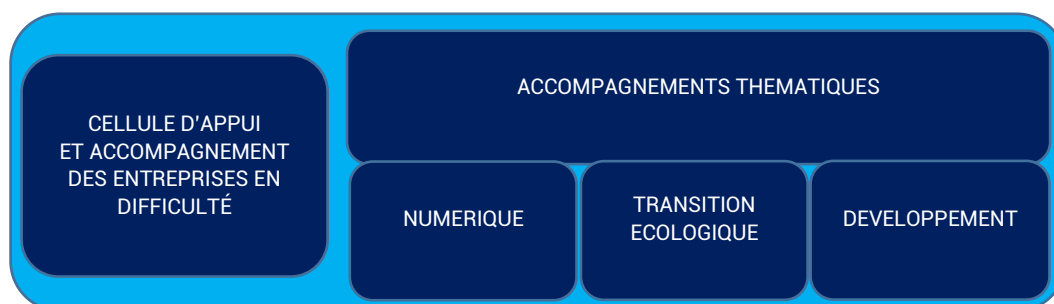 CELLULE D'APPUI
ET ACCOMPAGNEMENT
DES ENTREPRISES EN
DIFFICULTÉ
ACCOMPAGNEMENTS THEMATIQUES
NUMERIQUE
TRANSITION
ECOLOGIQUE
DEVELOPPEMENT